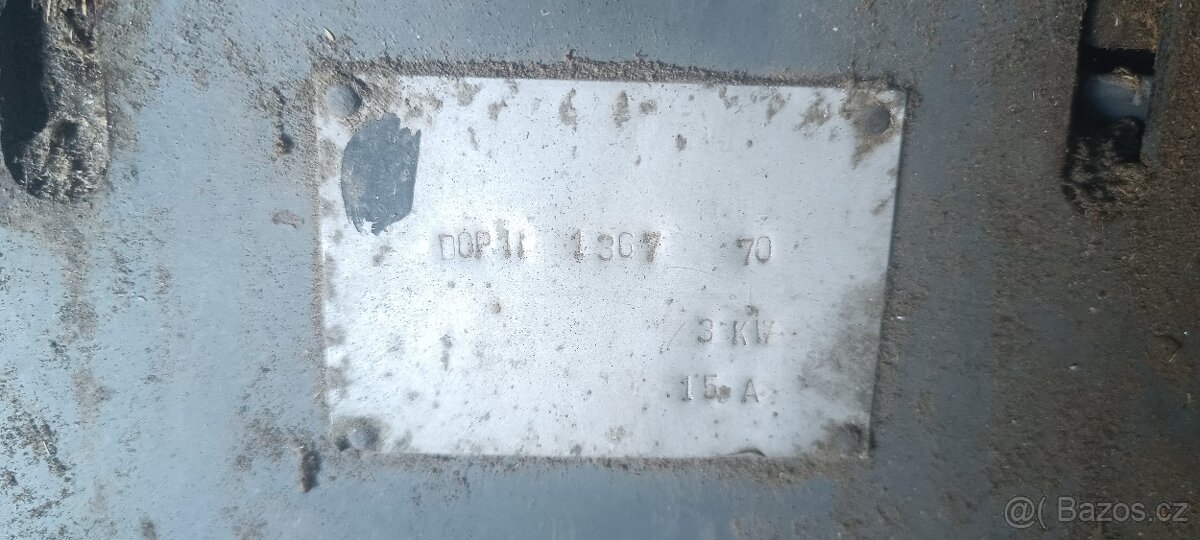 DOP II 1307 70
3 KW
15 A
@( Bazos.cz